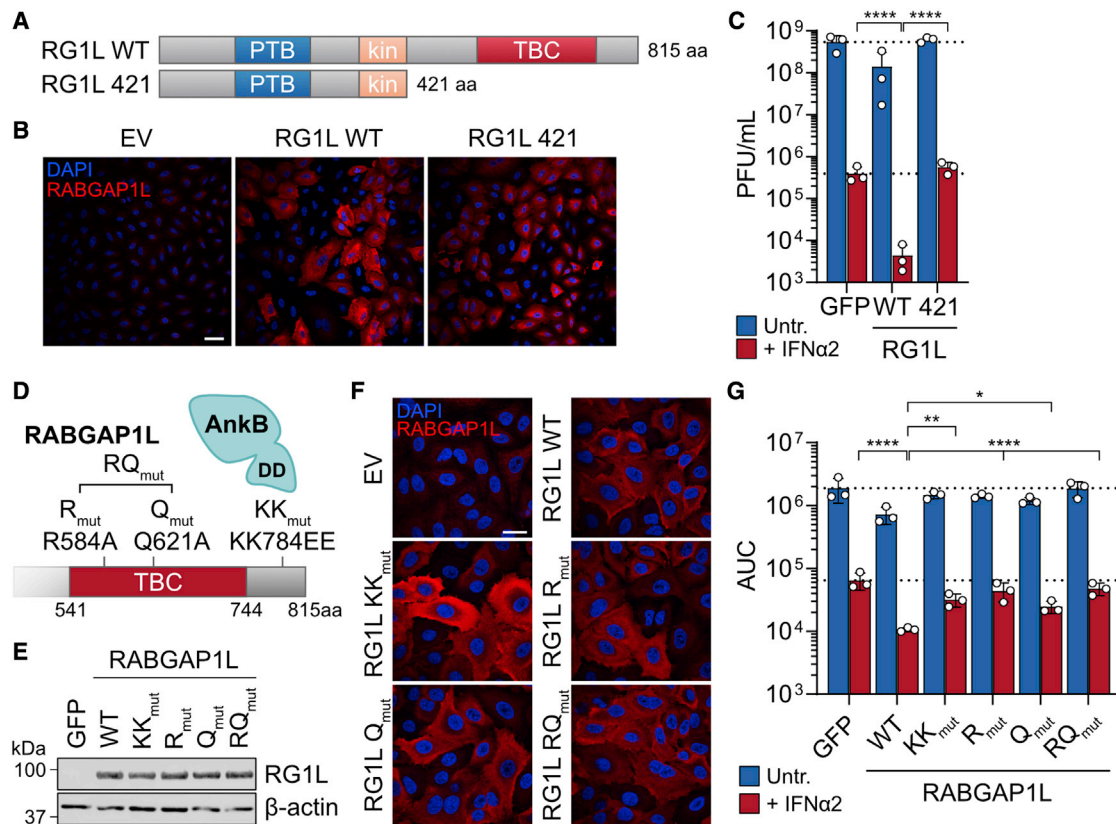 A
RG1L WT
PTB
kin
TBC
815 aa
RG1L 421
PTB
kin
421 aa
B
EV
RG1L WT
RG1L 421
DAPI
RABGAP1L
C
**** ****
10⁹
10⁸
10⁷
10⁶
10⁵
10⁴
10³
PFU/mL
GFP
WT
421
RG1L
Untr.
+ IFNα2
D
AnkB
DD
RABGAP1L
RQmut
Rmut
Qmut
KKmut
R584A
Q621A
KK784EE
TBC
541
744
815aa
E
RABGAP1L
GFP
WT
KKmut
Rmut
Qmut
RQmut
kDa
100
RG1L
37
β-actin
F
DAPI
RABGAP1L
EV
RG1L WT
RG1L KKmut
RG1L Rmut
RG1L Qmut
RG1L RQmut
G
*
**
**** ****
10⁷
10⁶
10⁵
10⁴
10³
AUC
GFP
WT
KKmut
Rmut
Qmut
RQmut
RABGAP1L
Untr.
+ IFNα2